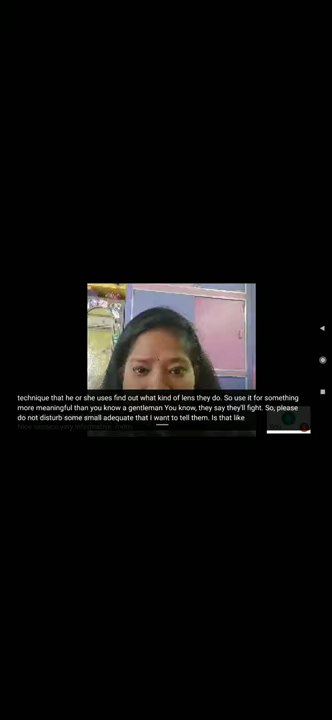 technique that he or she uses find out what kind of lens they do. So use it for something
more meaningful than you know a gentleman You know, they say they'll fight. So, please
do not disturb some small adequate that I want to tell them. Is that like